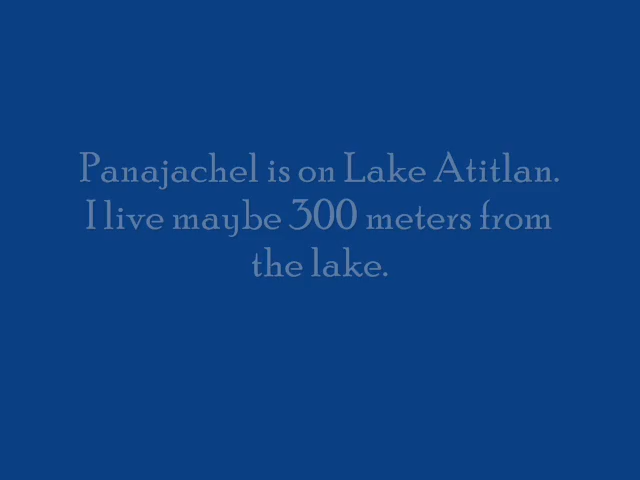 Panajachel is on Lake Atitlan.
I live maybe 300 meters from
the lake.